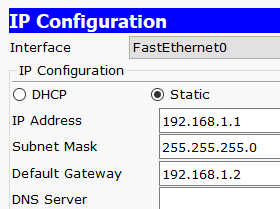 IP Configuration
Interface FastEthernet0
IP Configuration
DHCP Static
IP Address 192.168.1.1
Subnet Mask 255.255.255.0
Default Gateway 192.168.1.2
DNS Server